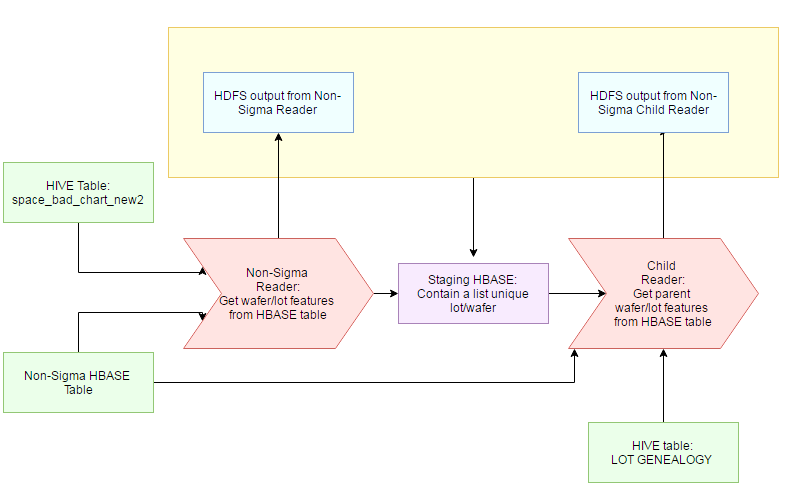 HDFS output from Non-
Sigma Reader
HDFS output from Non-
Sigma Child Reader
HIVE Table:
space_bad_chart_new2
Non-Sigma
Reader:
Get wafer/lot features
from HBASE table
Staging HBASE:
Contain a list unique
lot/wafer
Child
Reader:
Get parent
wafer/lot features
from HBASE table
Non-Sigma HBASE
Table
HIVE table:
LOT GENEALOGY